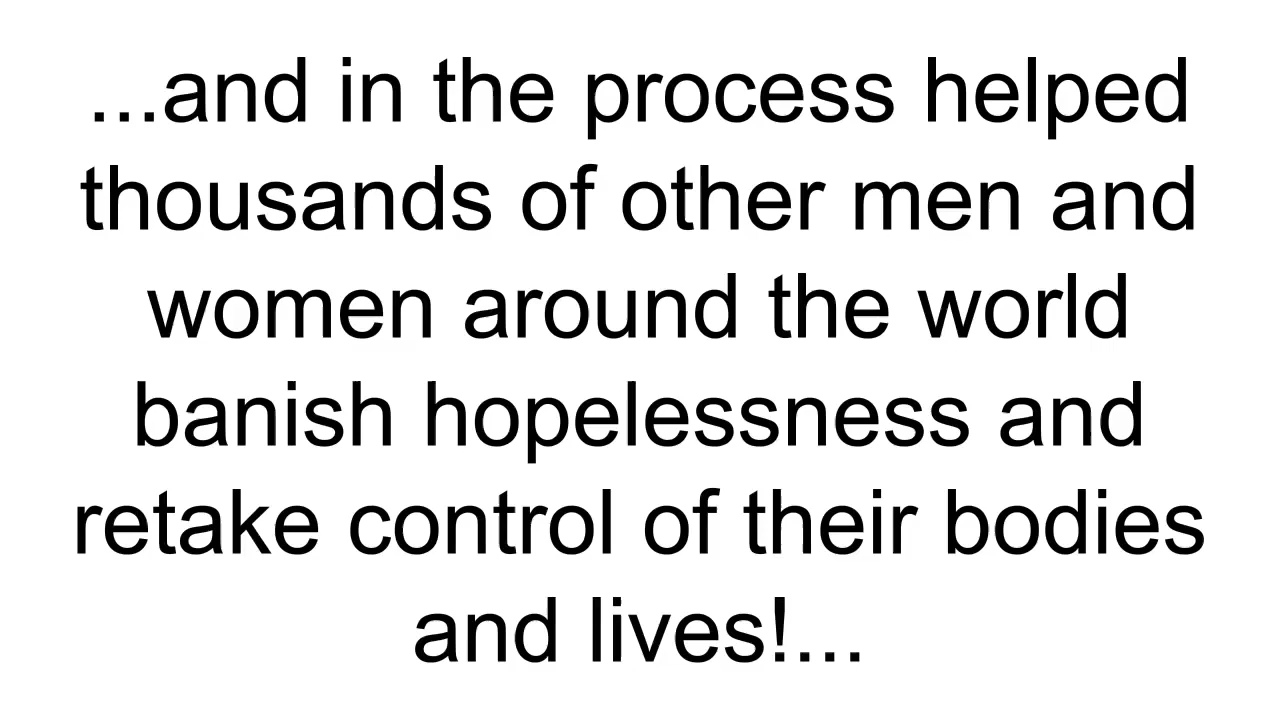 ...and in the process helped
thousands of other men and
women around the world
banish hopelessness and
retake control of their bodies
and lives!...